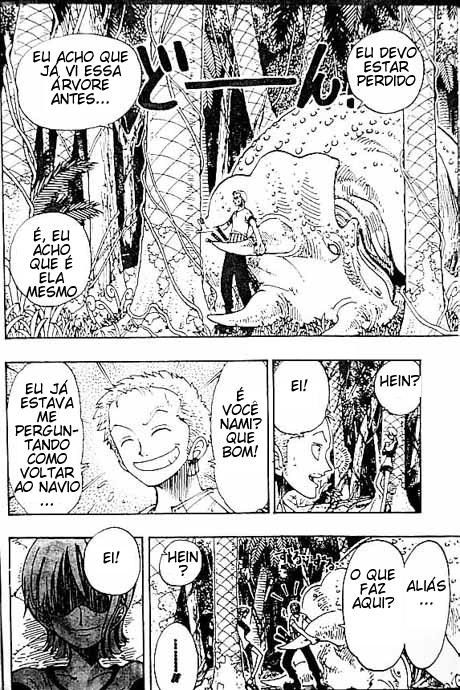 EU DEVO
ESTAR
PERDIDO
ど
ーー
ん!
EU ACHO QUE
JÁ VI ESSA
ÁRVORE
ANTES...
É, EU
ACHO
QUE É
ELA
MESMO
HEIN?
EI!
É
VOCÊ
NAMI?
QUE
BOM!
EU JÁ
ESTAVA
ME
PERGUN-
TANDO
COMO
VOLTAR
AO NAVIO
...
ALIÁS
...
O QUE
FAZ
AQUI?
HEIN
?
EI!